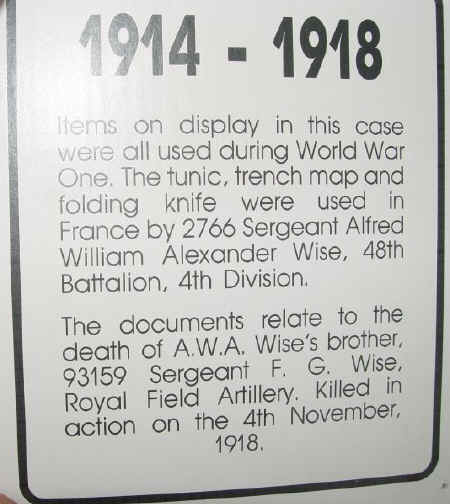 1914 - 1918
Items on display in this case
were all used during World War
One. The tunic, trench map and
folding knife were used in
France by 2766 Sergeant Alfred
William Alexander Wise, 48th
Battalion, 4th Division.
The documents relate to the
death of A.W.A. Wise's brother,
93159 Sergeant F. G. Wise,
Royal Field Artillery. Killed in
action on the 4th November,
1918.